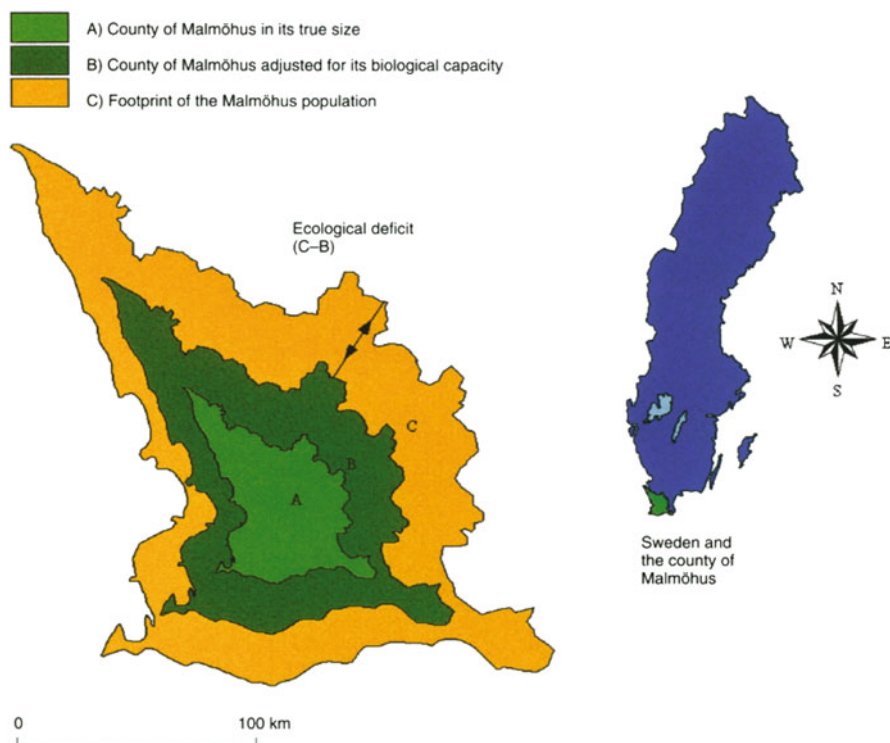 A) County of Malmöhus in its true size
B) County of Malmöhus adjusted for its biological capacity
C) Footprint of the Malmöhus population
Ecological deficit
(C–B)
N
W
E
S
C
B
A
Sweden and
the county of
Malmöhus
0
100 km